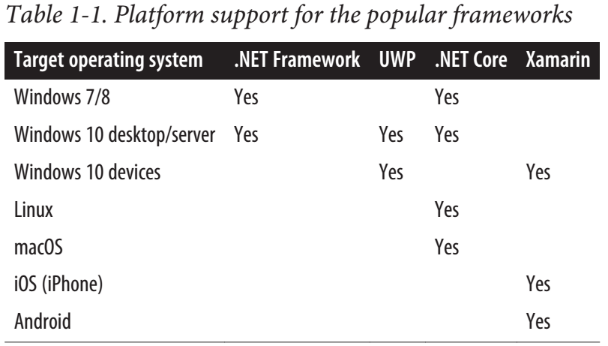 Table 1-1. Platform support for the popular frameworks
Target operating system .NET Framework UWP .NET Core Xamarin
Windows 7/8 Yes Yes
Windows 10 desktop/server Yes Yes Yes
Windows 10 devices Yes Yes
Linux Yes
macOS Yes
iOS (iPhone) Yes
Android Yes